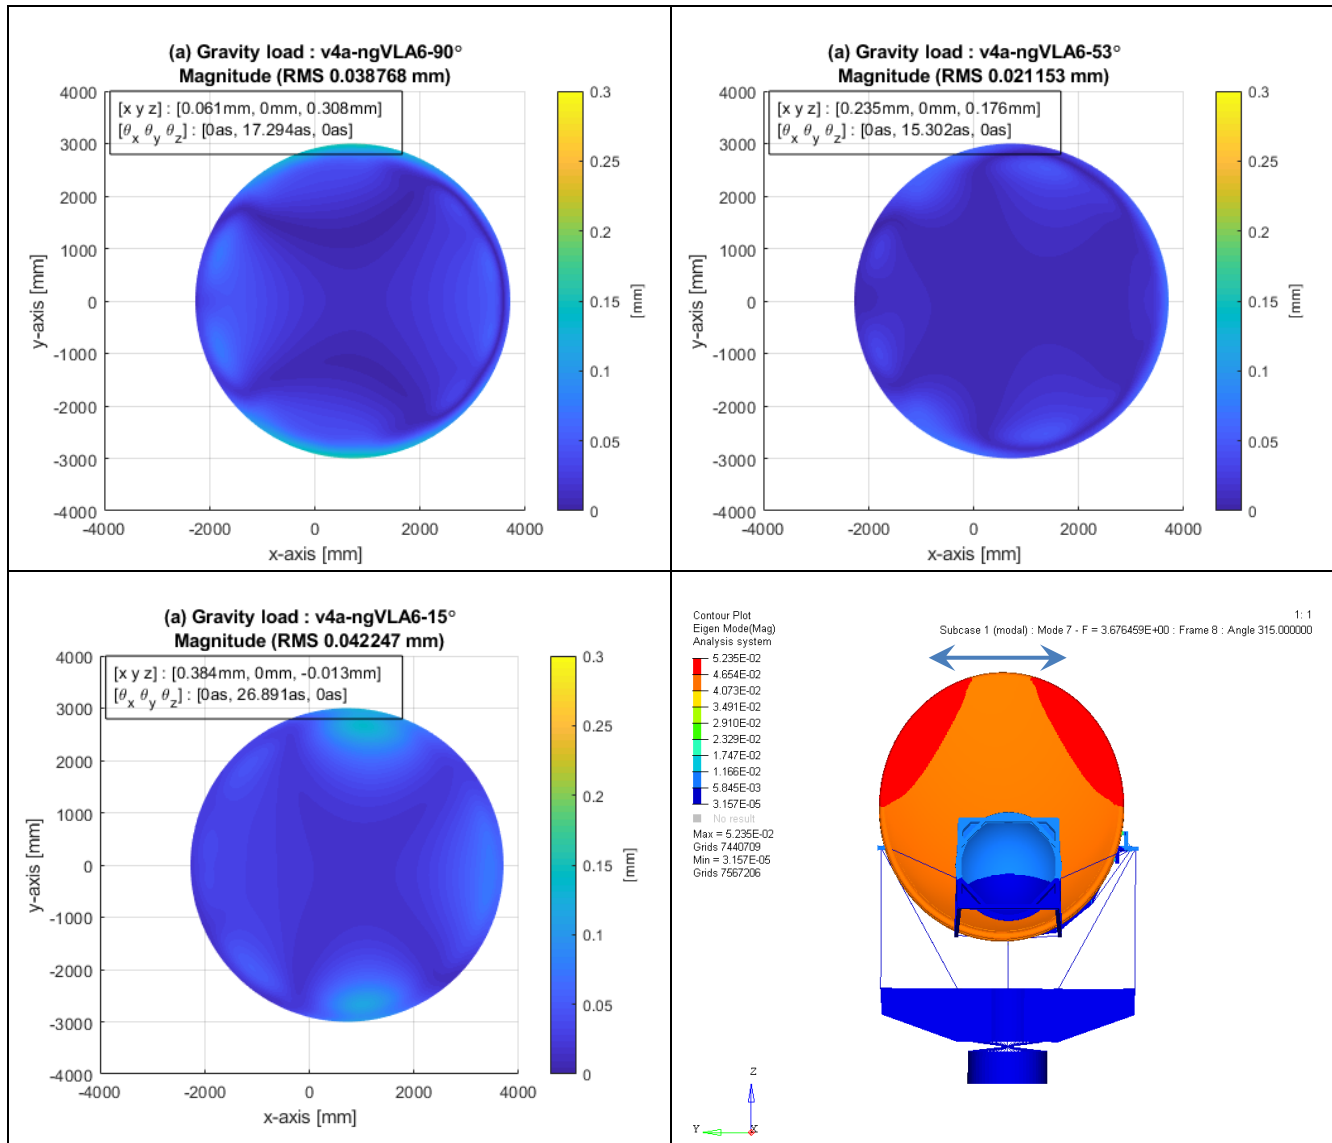 (a) Gravity load : v4a-ngVLA6-90°
Magnitude (RMS 0.038768 mm)
[x y z] : [0.061mm, 0mm, 0.308mm]
[θx θy θz] : [0as, 17.294as, 0as]
4000
3000
2000
1000
0
-1000
-2000
-3000
-4000
y-axis [mm]
-4000 -2000 0 2000 4000
x-axis [mm]
0.3
0.25
0.2
0.15
0.1
0.05
0
[mm]
(a) Gravity load : v4a-ngVLA6-53°
Magnitude (RMS 0.021153 mm)
[x y z] : [0.235mm, 0mm, 0.176mm]
[θx θy θz] : [0as, 15.302as, 0as]
4000
3000
2000
1000
0
-1000
-2000
-3000
-4000
y-axis [mm]
-4000 -2000 0 2000 4000
x-axis [mm]
0.3
0.25
0.2
0.15
0.1
0.05
0
[mm]
(a) Gravity load : v4a-ngVLA6-15°
Magnitude (RMS 0.042247 mm)
[x y z] : [0.384mm, 0mm, -0.013mm]
[θx θy θz] : [0as, 26.891as, 0as]
4000
3000
2000
1000
0
-1000
-2000
-3000
-4000
y-axis [mm]
-4000 -2000 0 2000 4000
x-axis [mm]
0.3
0.25
0.2
0.15
0.1
0.05
0
[mm]
Contour Plot
Eigen Mode(Mag)
Analysis system
1: 1
Subcase 1 (modal) : Mode 7 - F = 3.676459E+00 : Frame 8 : Angle 315.000000
5.235E-02
4.654E-02
4.073E-02
3.491E-02
2.910E-02
2.329E-02
1.747E-02
1.166E-02
5.845E-03
3.157E-05
No result
Max = 5.235E-02
Grids 7440709
Min = 3.157E-05
Grids 7567206
Z
Y
X